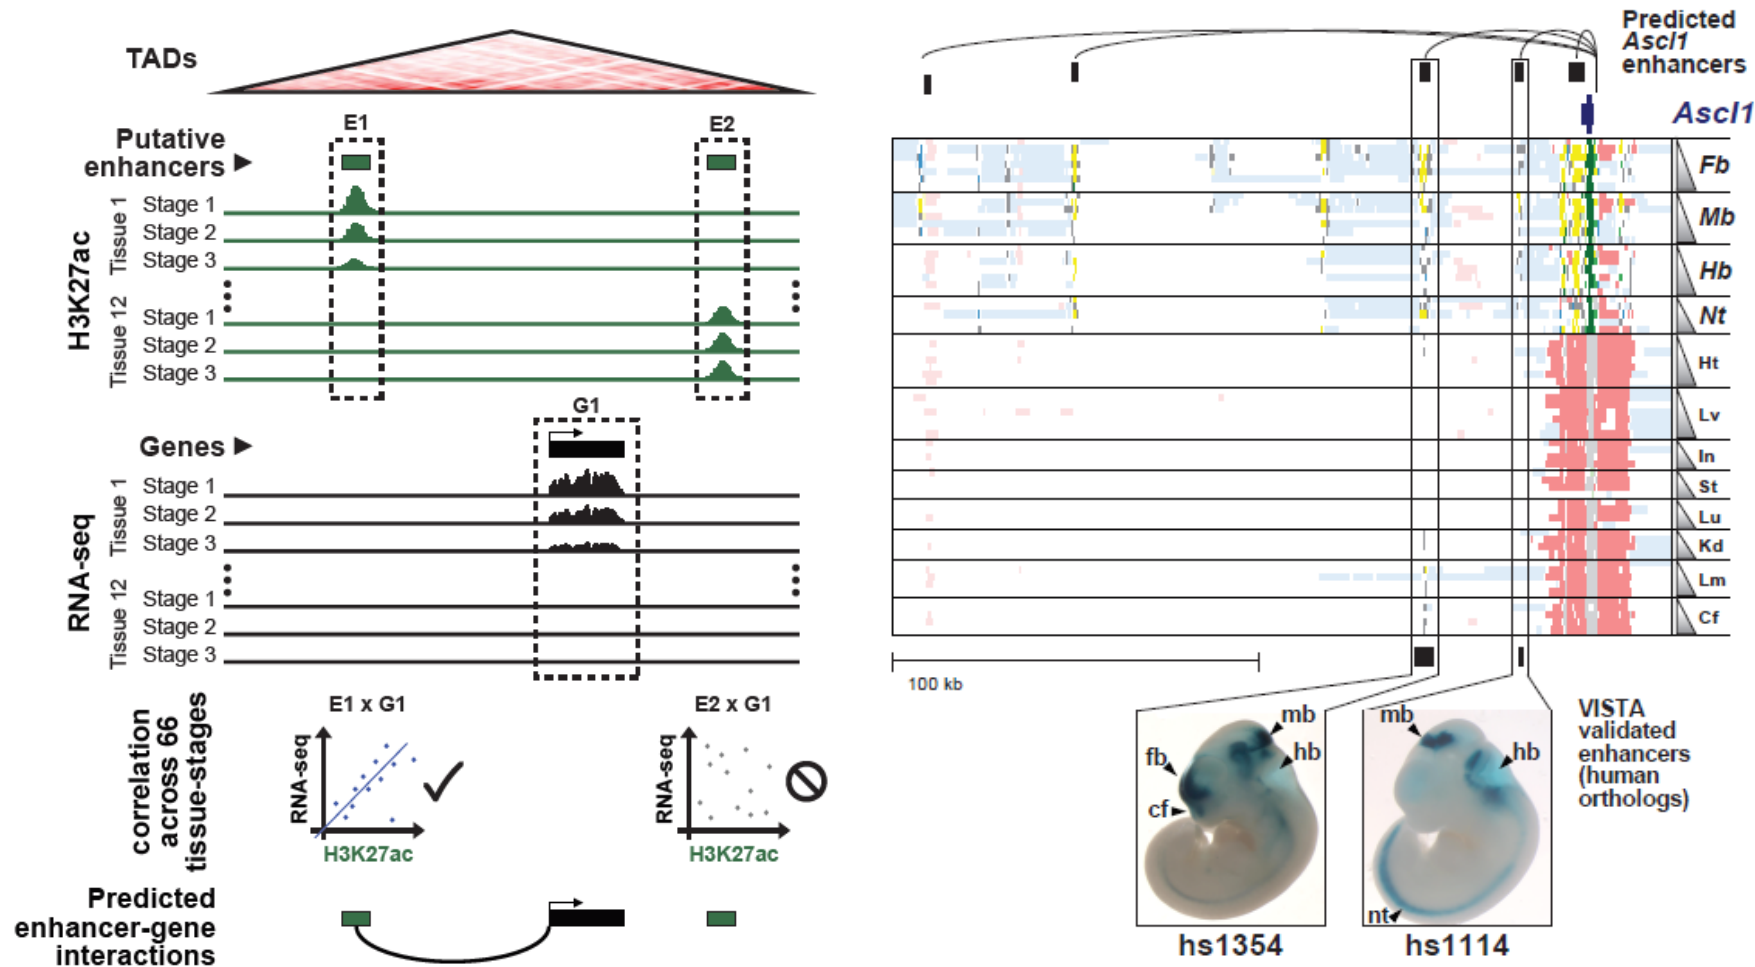 TADs
E1
E2
Putative
enhancers
H3K27ac
Tissue 1
Stage 1
Stage 2
Stage 3
Tissue 12
Stage 1
Stage 2
Stage 3
G1
Genes
RNA-seq
Tissue 1
Stage 1
Stage 2
Stage 3
Tissue 12
Stage 1
Stage 2
Stage 3
correlation
across 66
tissue-stages
E1 x G1
RNA-seq
H3K27ac
E2 x G1
RNA-seq
H3K27ac
Predicted
enhancer-gene
interactions
Predicted
Ascl1
enhancers
Ascl1
Fb
Mb
Hb
Nt
Ht
Lv
In
St
Lu
Kd
Lm
Cf
100 kb
mb
hb
fb
cf
hs1354
mb
hb
nt
hs1114
VISTA
validated
enhancers
(human
orthologs)